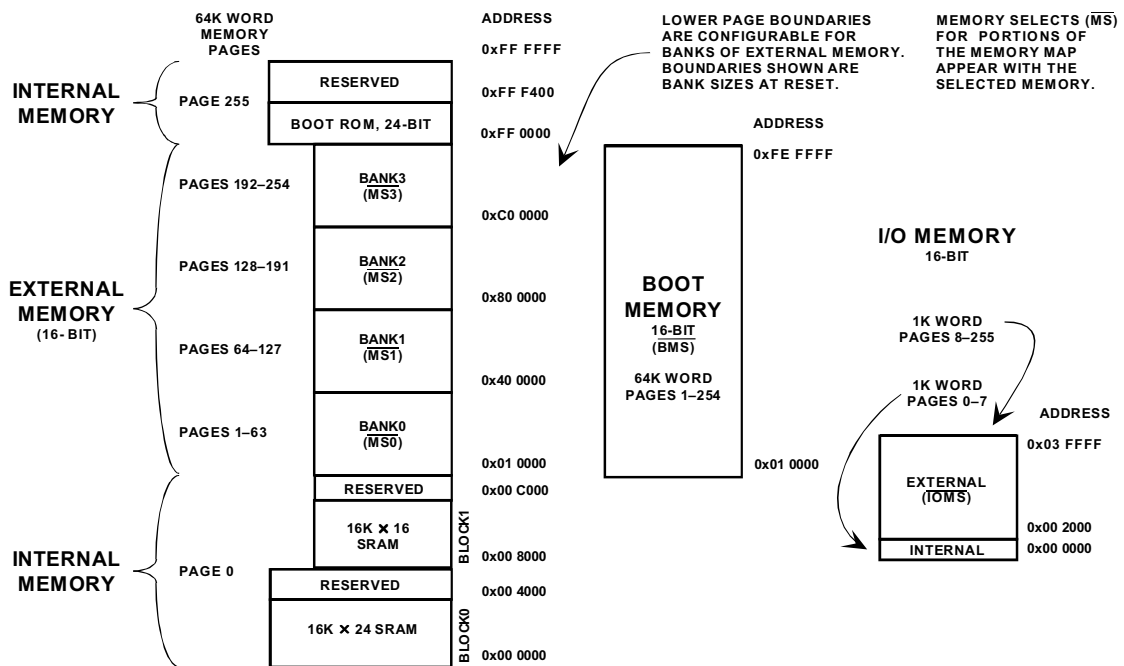 64K WORD
MEMORY
PAGES
ADDRESS
0xFF FFFF
LOWER PAGE BOUNDARIES
ARE CONFIGURABLE FOR
BANKS OF EXTERNAL MEMORY.
BOUNDARIES SHOWN ARE
BANK SIZES AT RESET.
MEMORY SELECTS (MS)
FOR PORTIONS OF
THE MEMORY MAP
APPEAR WITH THE
SELECTED MEMORY.
INTERNAL
MEMORY
PAGE 255
RESERVED
0xFF F400
BOOT ROM, 24-BIT
0xFF 0000
EXTERNAL
MEMORY
(16- BIT)
PAGES 192–254
BANK3
(MS3)
0xC0 0000
PAGES 128–191
BANK2
(MS2)
0x80 0000
PAGES 64–127
BANK1
(MS1)
0x40 0000
PAGES 1–63
BANK0
(MS0)
0x01 0000
INTERNAL
MEMORY
PAGE 0
RESERVED
0x00 C000
16K × 16
SRAM
BLOCK1
0x00 8000
RESERVED
0x00 4000
16K × 24 SRAM
BLOCK0
0x00 0000
ADDRESS
0xFE FFFF
BOOT
MEMORY
16-BIT
(BMS)
64K WORD
PAGES 1–254
0x01 0000
I/O MEMORY
16-BIT
1K WORD
PAGES 8–255
1K WORD
PAGES 0–7
ADDRESS
0x03 FFFF
EXTERNAL
(IOMS)
0x00 2000
INTERNAL
0x00 0000